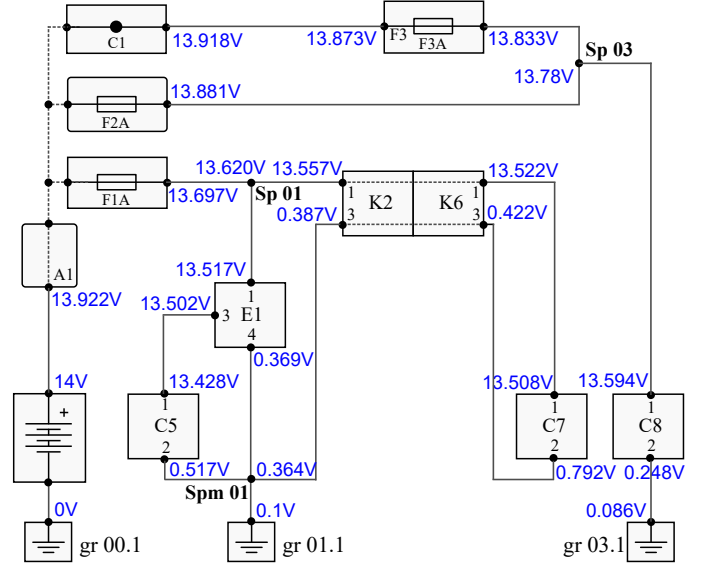 C1
13.918V
13.873V
F3
F3A
13.833V
Sp 03
13.78V
13.881V
F2A
13.620V
13.557V
13.522V
F1A
13.697V
Sp 01
1
K2
K6
1
0.387V
3
3
0.422V
A1
13.922V
13.517V
13.502V
1
3
E1
4
0.369V
14V
+
13.428V
1
C5
2
0.517V
0.364V
Spm 01
13.508V
1
C7
2
0.792V
13.594V
1
C8
2
0.248V
0V
gr 00.1
0.1V
gr 01.1
0.086V
gr 03.1